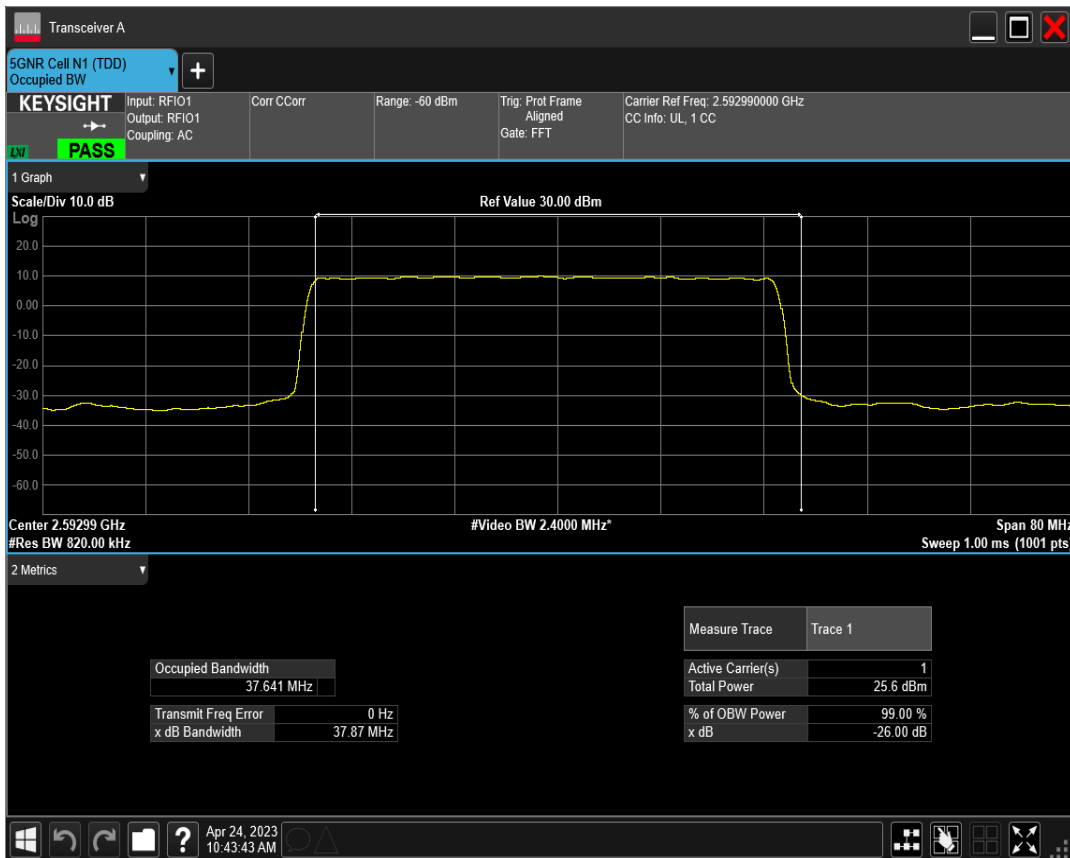 Transceiver A
5GNR Cell N1 (TDD)
Occupied BW
KEYSIGHT
LXI
PASS
Input: RFIO1
Output: RFIO1
Coupling: AC
Corr CCorr
Range: -60 dBm
Trig: Prot Frame
Aligned
Gate: FFT
Carrier Ref Freq: 2.592990000 GHz
CC Info: UL, 1 CC
1 Graph
Scale/Div 10.0 dB
Ref Value 30.00 dBm
Log
20.0
10.0
0.00
-10.0
-20.0
-30.0
-40.0
-50.0
-60.0
Center 2.59299 GHz
#Video BW 2.4000 MHz*
Span 80 MHz
#Res BW 820.00 kHz
Sweep 1.00 ms (1001 pts)
2 Metrics
Measure Trace Trace 1
Occupied Bandwidth
37.641 MHz
Active Carrier(s) 1
Total Power 25.6 dBm
Transmit Freq Error 0 Hz
x dB Bandwidth 37.87 MHz
% of OBW Power 99.00 %
x dB -26.00 dB
?
Apr 24, 2023
10:43:43 AM